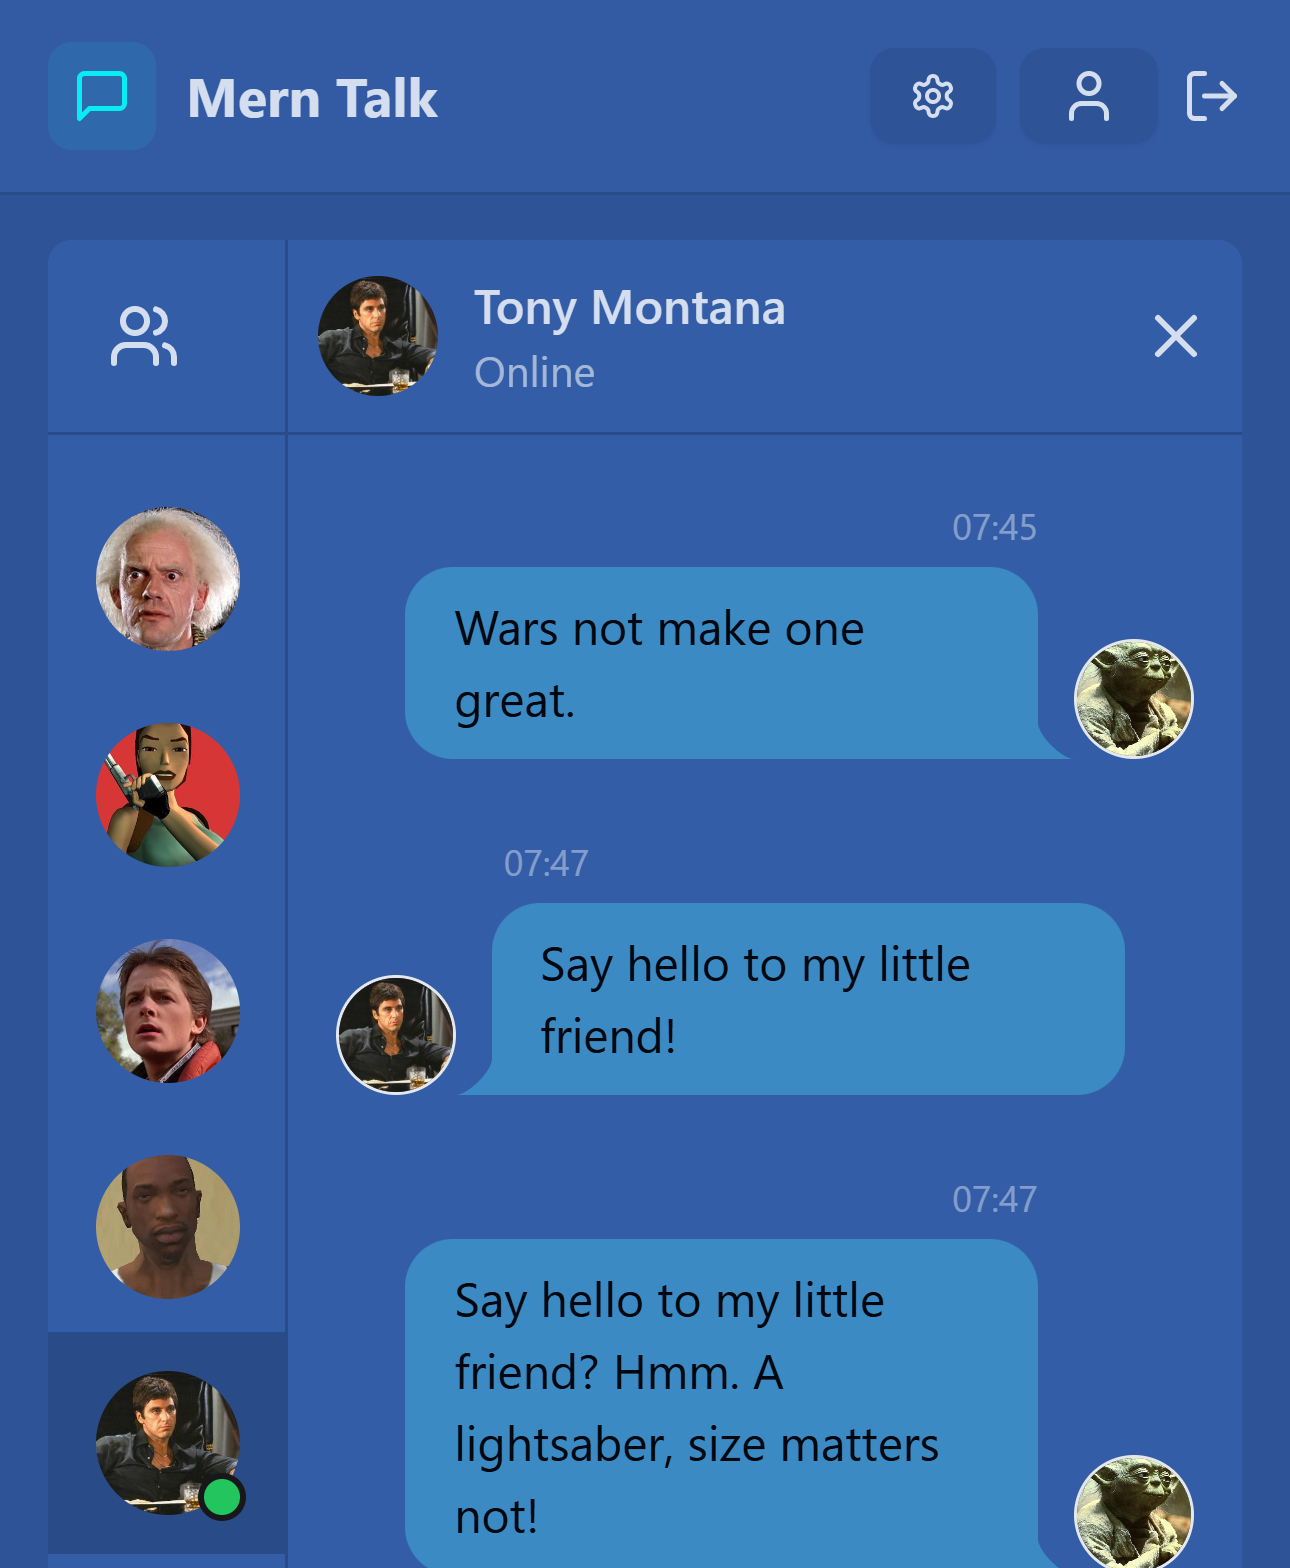 Mern Talk
Tony Montana
Online
07:45
Wars not make one
great.
07:47
Say hello to my little
friend!
07:47
Say hello to my little
friend? Hmm. A
lightsaber, size matters
not!